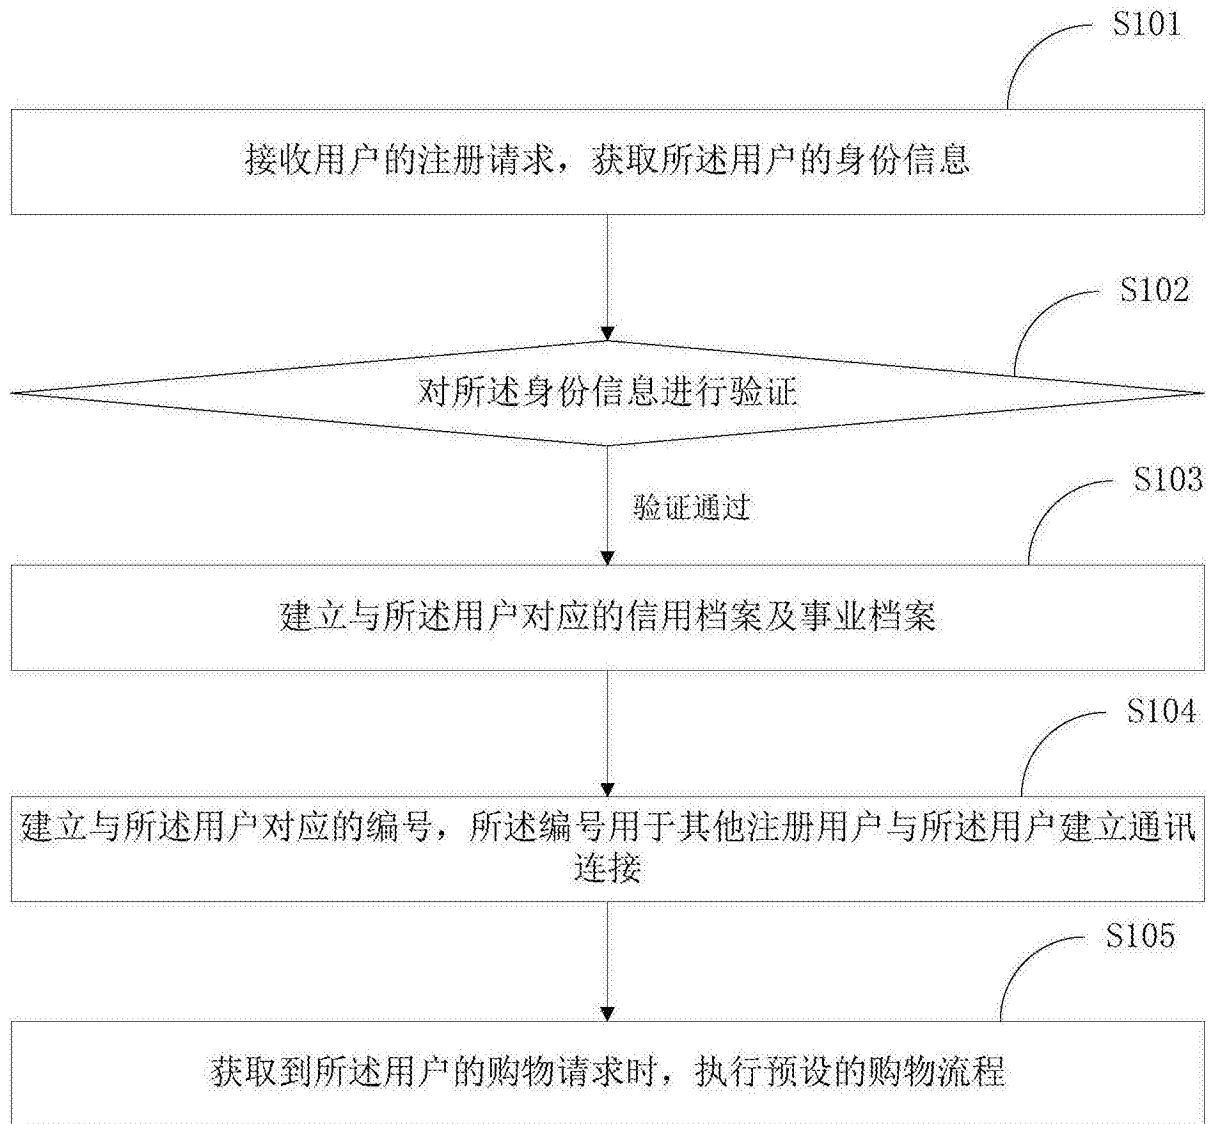 S101
接收用户的注册请求，获取所述用户的身份信息
S102
对所述身份信息进行验证
S103
验证通过
建立与所述用户对应的信用档案及事业档案
S104
建立与所述用户对应的编号，所述编号用于其他注册用户与所述用户建立通讯
连接
S105
获取到所述用户的购物请求时，执行预设的购物流程